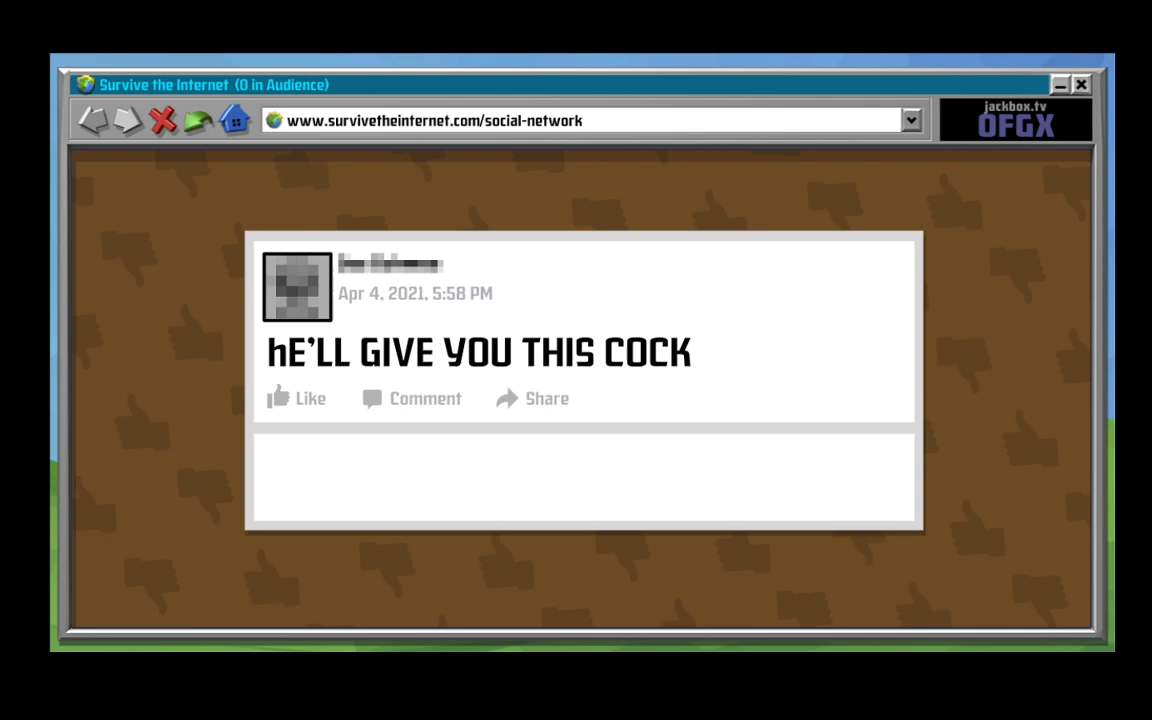 Survive the Internet (0 in Audience)
www.survivetheinternet.com/social-network
jackbox.tv
OFGX
Apr 4, 2021, 5:58 PM
hE'LL GIVE YOU THIS COCK
Like Comment Share